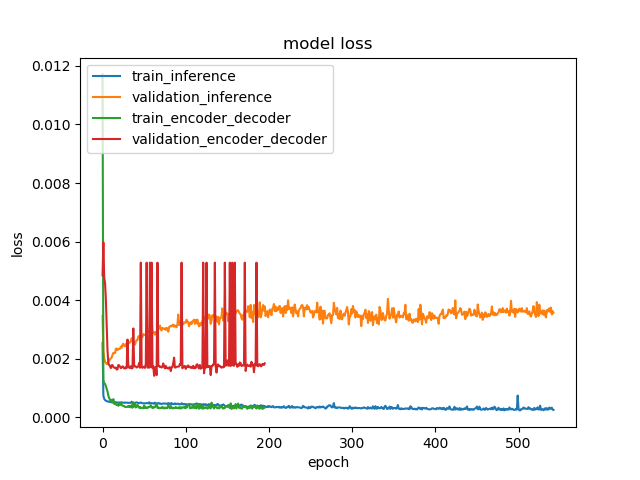 model loss
train_inference
validation_inference
train_encoder_decoder
validation_encoder_decoder
0.012
0.010
0.008
0.006
0.004
0.002
0.000
loss
0 100 200 300 400 500
epoch